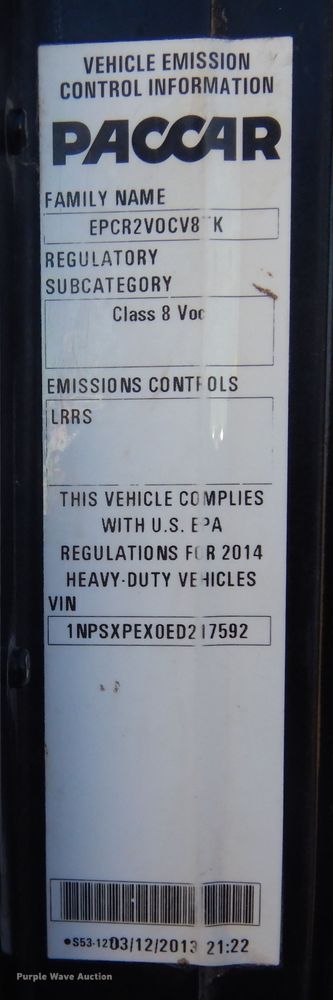 VEHICLE EMISSION
CONTROL INFORMATION
PACCAR
FAMILY NAME
REGULATORY
SUBCATEGORY
Class 8 Voc
EMISSIONS CONTROLS
LRRS
THIS VEHICLE COMPLIES
WITH U.S. EPA
REGULATIONS FOR 2014
HEAVY-DUTY VEHICLES
VIN
1NPSXPEX0ED217592
03/12/2013 21:22
Purple Wave Auction